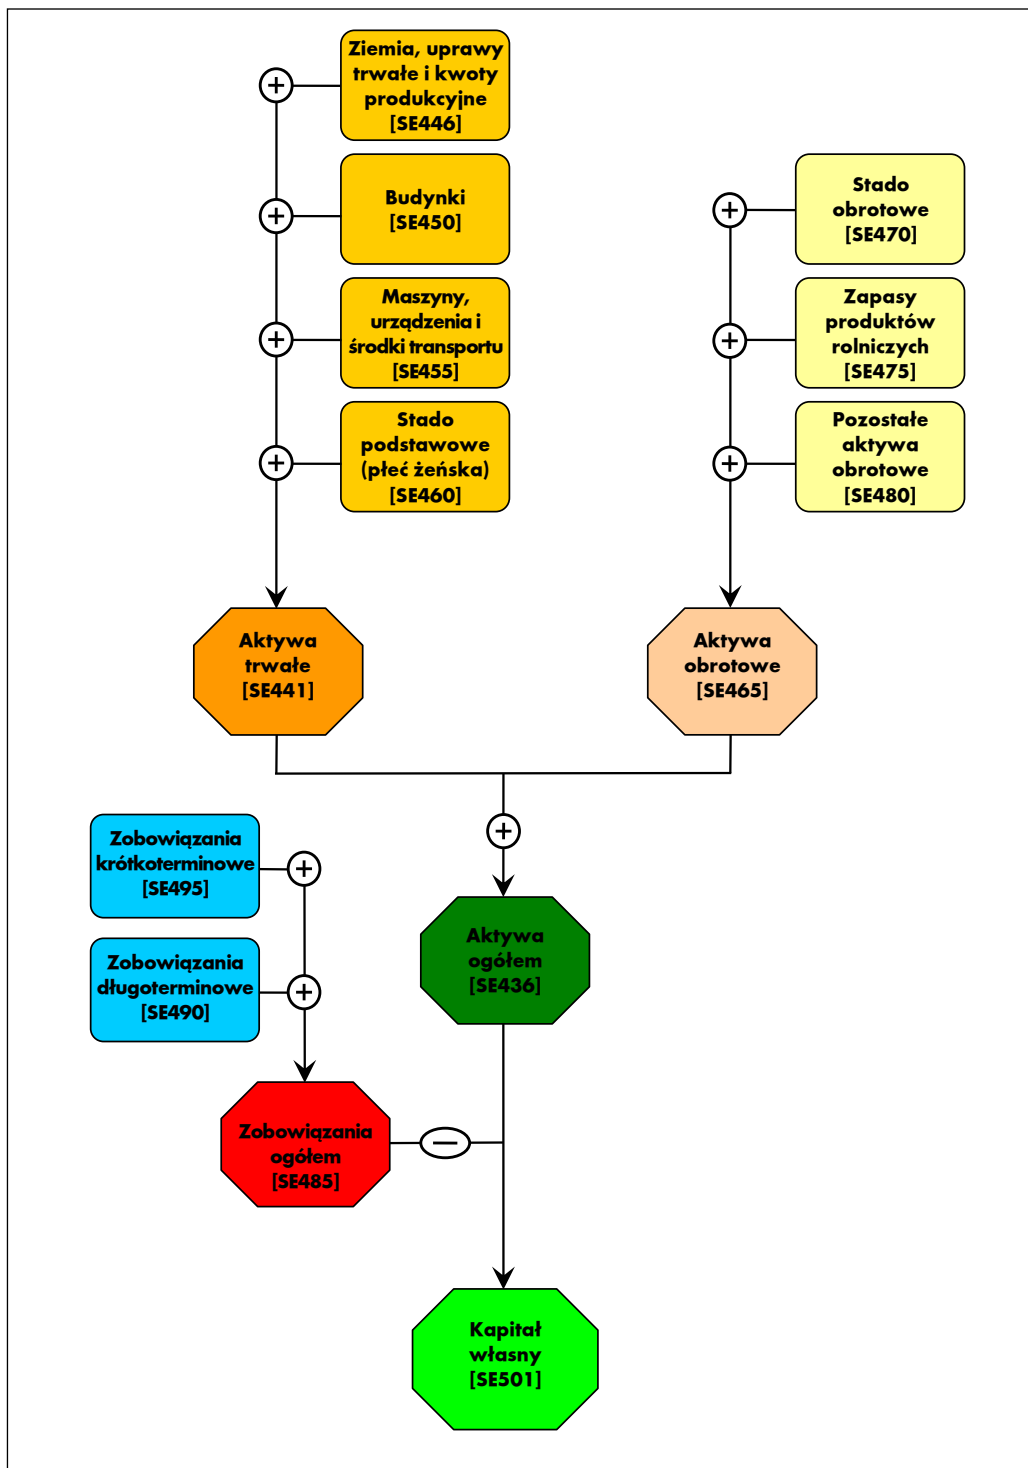 Ziemia, uprawy
trwałe i kwoty
produkcyjne
[SE446]
Budynki
[SE450]
Maszyny,
urządzenia i
środki transportu
[SE455]
Stado
podstawowe
(płeć żeńska)
[SE460]
Stado
obrotowe
[SE470]
Zapasy
produktów
rolniczych
[SE475]
Pozostałe
aktywa
obrotowe
[SE480]
Aktywa
trwałe
[SE441]
Aktywa
obrotowe
[SE465]
Zobowiązania
krótkoterminowe
[SE495]
Zobowiązania
długoterminowe
[SE490]
Aktywa
ogółem
[SE436]
Zobowiązania
ogółem
[SE485]
Kapitał
własny
[SE501]